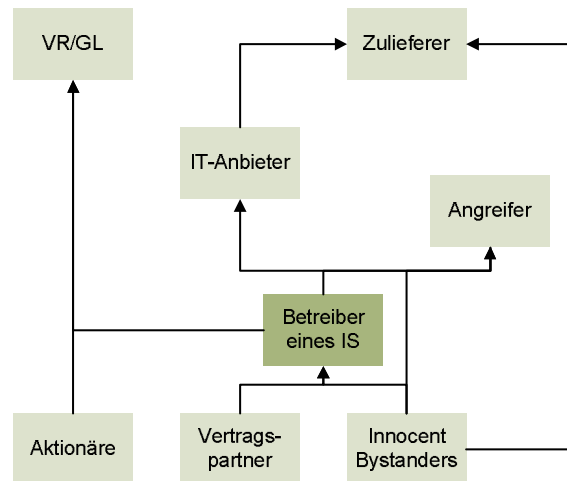 VR/GL
Zulieferer
IT-Anbieter
Angreifer
Betreiber
eines IS
Aktionäre
Vertrags-
partner
Innocent
Bystanders